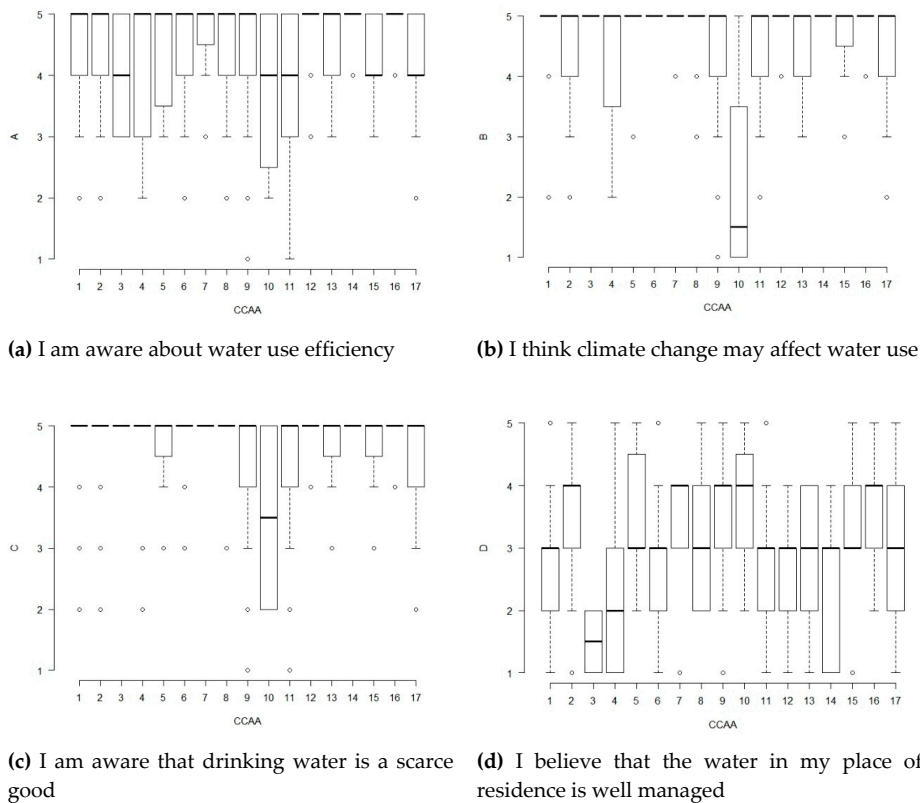 5
4
3
2
1
A
1 2 3 4 5 6 7 8 9 10 11 12 13 14 15 16 17
CCAA
(a) I am aware about water use efficiency
5
4
3
2
1
B
1 2 3 4 5 6 7 8 9 10 11 12 13 14 15 16 17
CCAA
(b) I think climate change may affect water use
5
4
3
2
1
C
1 2 3 4 5 6 7 8 9 10 11 12 13 14 15 16 17
CCAA
(c) I am aware that drinking water is a scarce
good
5
4
3
2
1
D
1 2 3 4 5 6 7 8 9 10 11 12 13 14 15 16 17
CCAA
(d) I believe that the water in my place of
residence is well managed